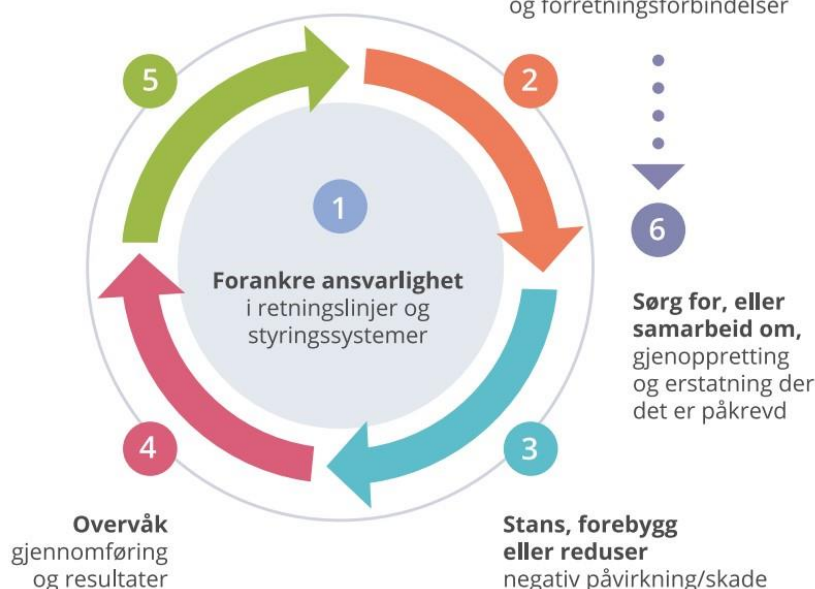 og forretningsforbindelser
5
2
1
6
Forankre ansvarlighet
i retningslinjer og
styringssystemer
Sørg for, eller
samarbeid om,
gjenoppretting
og erstatning der
det er påkrevd
4
3
Overvåk
gjennomføring
og resultater
Stans, forebygg
eller reduser
negativ påvirkning/skade